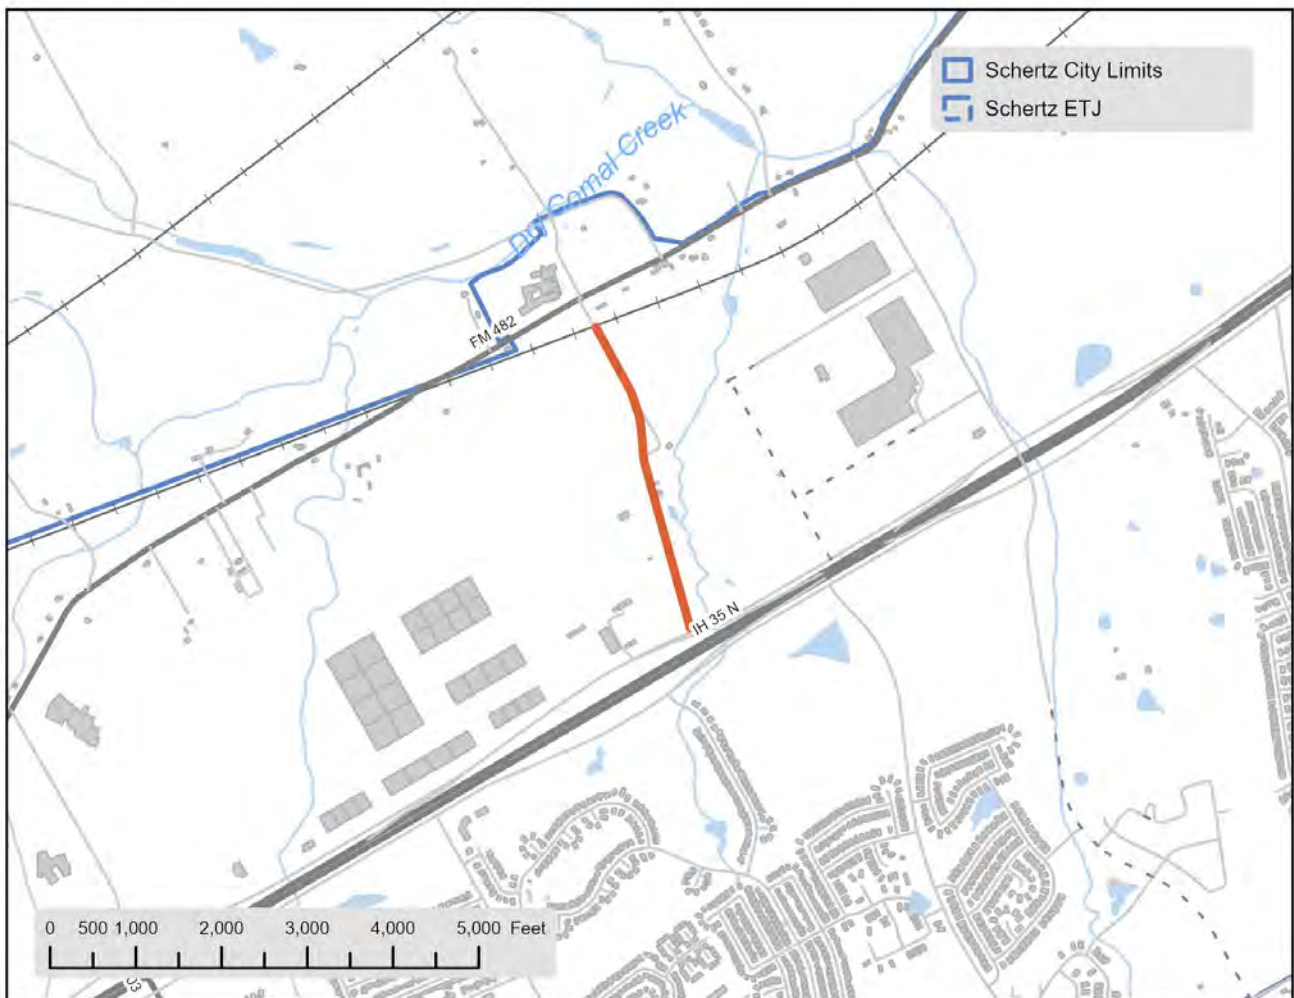 Schertz City Limits
Schertz ETJ
Dry Comal Creek
FM 482
IH 35 N
0 500 1,000 2,000 3,000 4,000 5,000 Feet